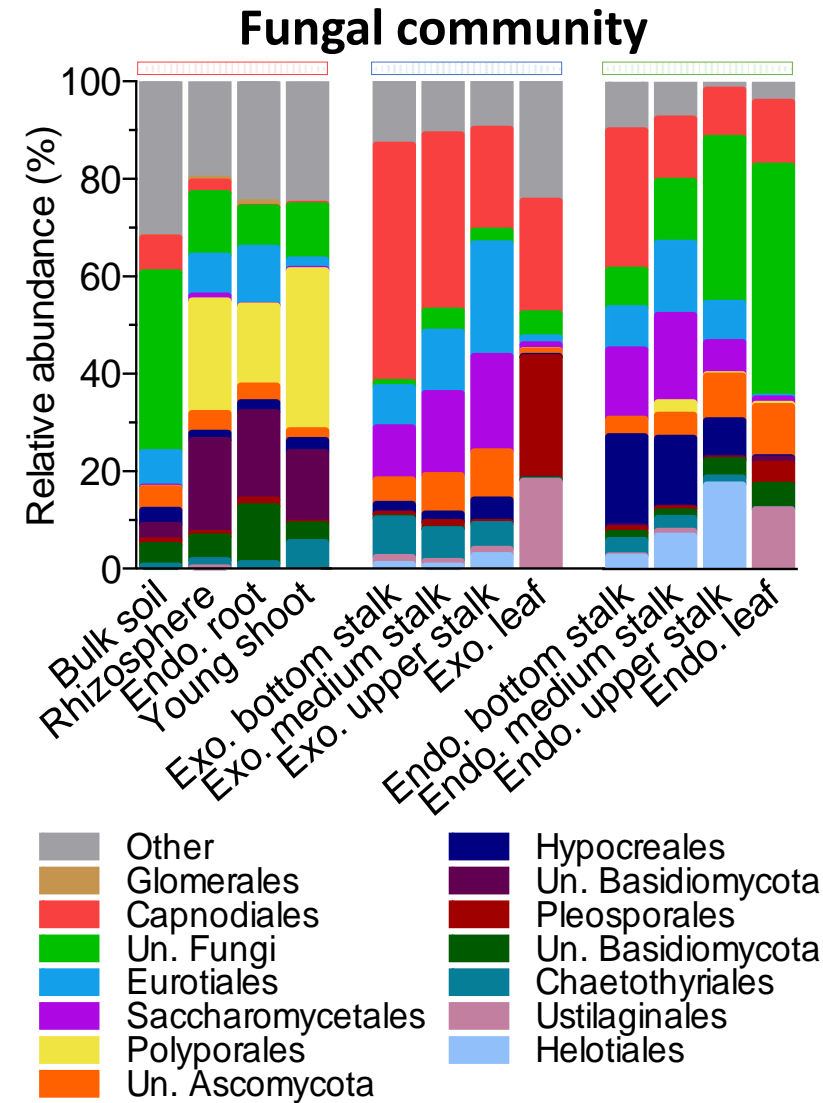 Fungal community
Relative abundance (%)
100
80
60
40
20
0
Bulk soil
Rhizosphere
Endo. root
Young shoot
Exo. bottom stalk
Exo. medium stalk
Exo. upper stalk
Exo. leaf
Endo. bottom stalk
Endo. medium stalk
Endo. upper stalk
Endo. leaf
Other
Glomerales
Capnodiales
Un. Fungi
Eurotiales
Saccharomycetales
Polyporales
Un. Ascomycota
Hypocreales
Un. Basidiomycota
Pleosporales
Un. Basidiomycota
Chaetothyriales
Ustilaginales
Helotiales